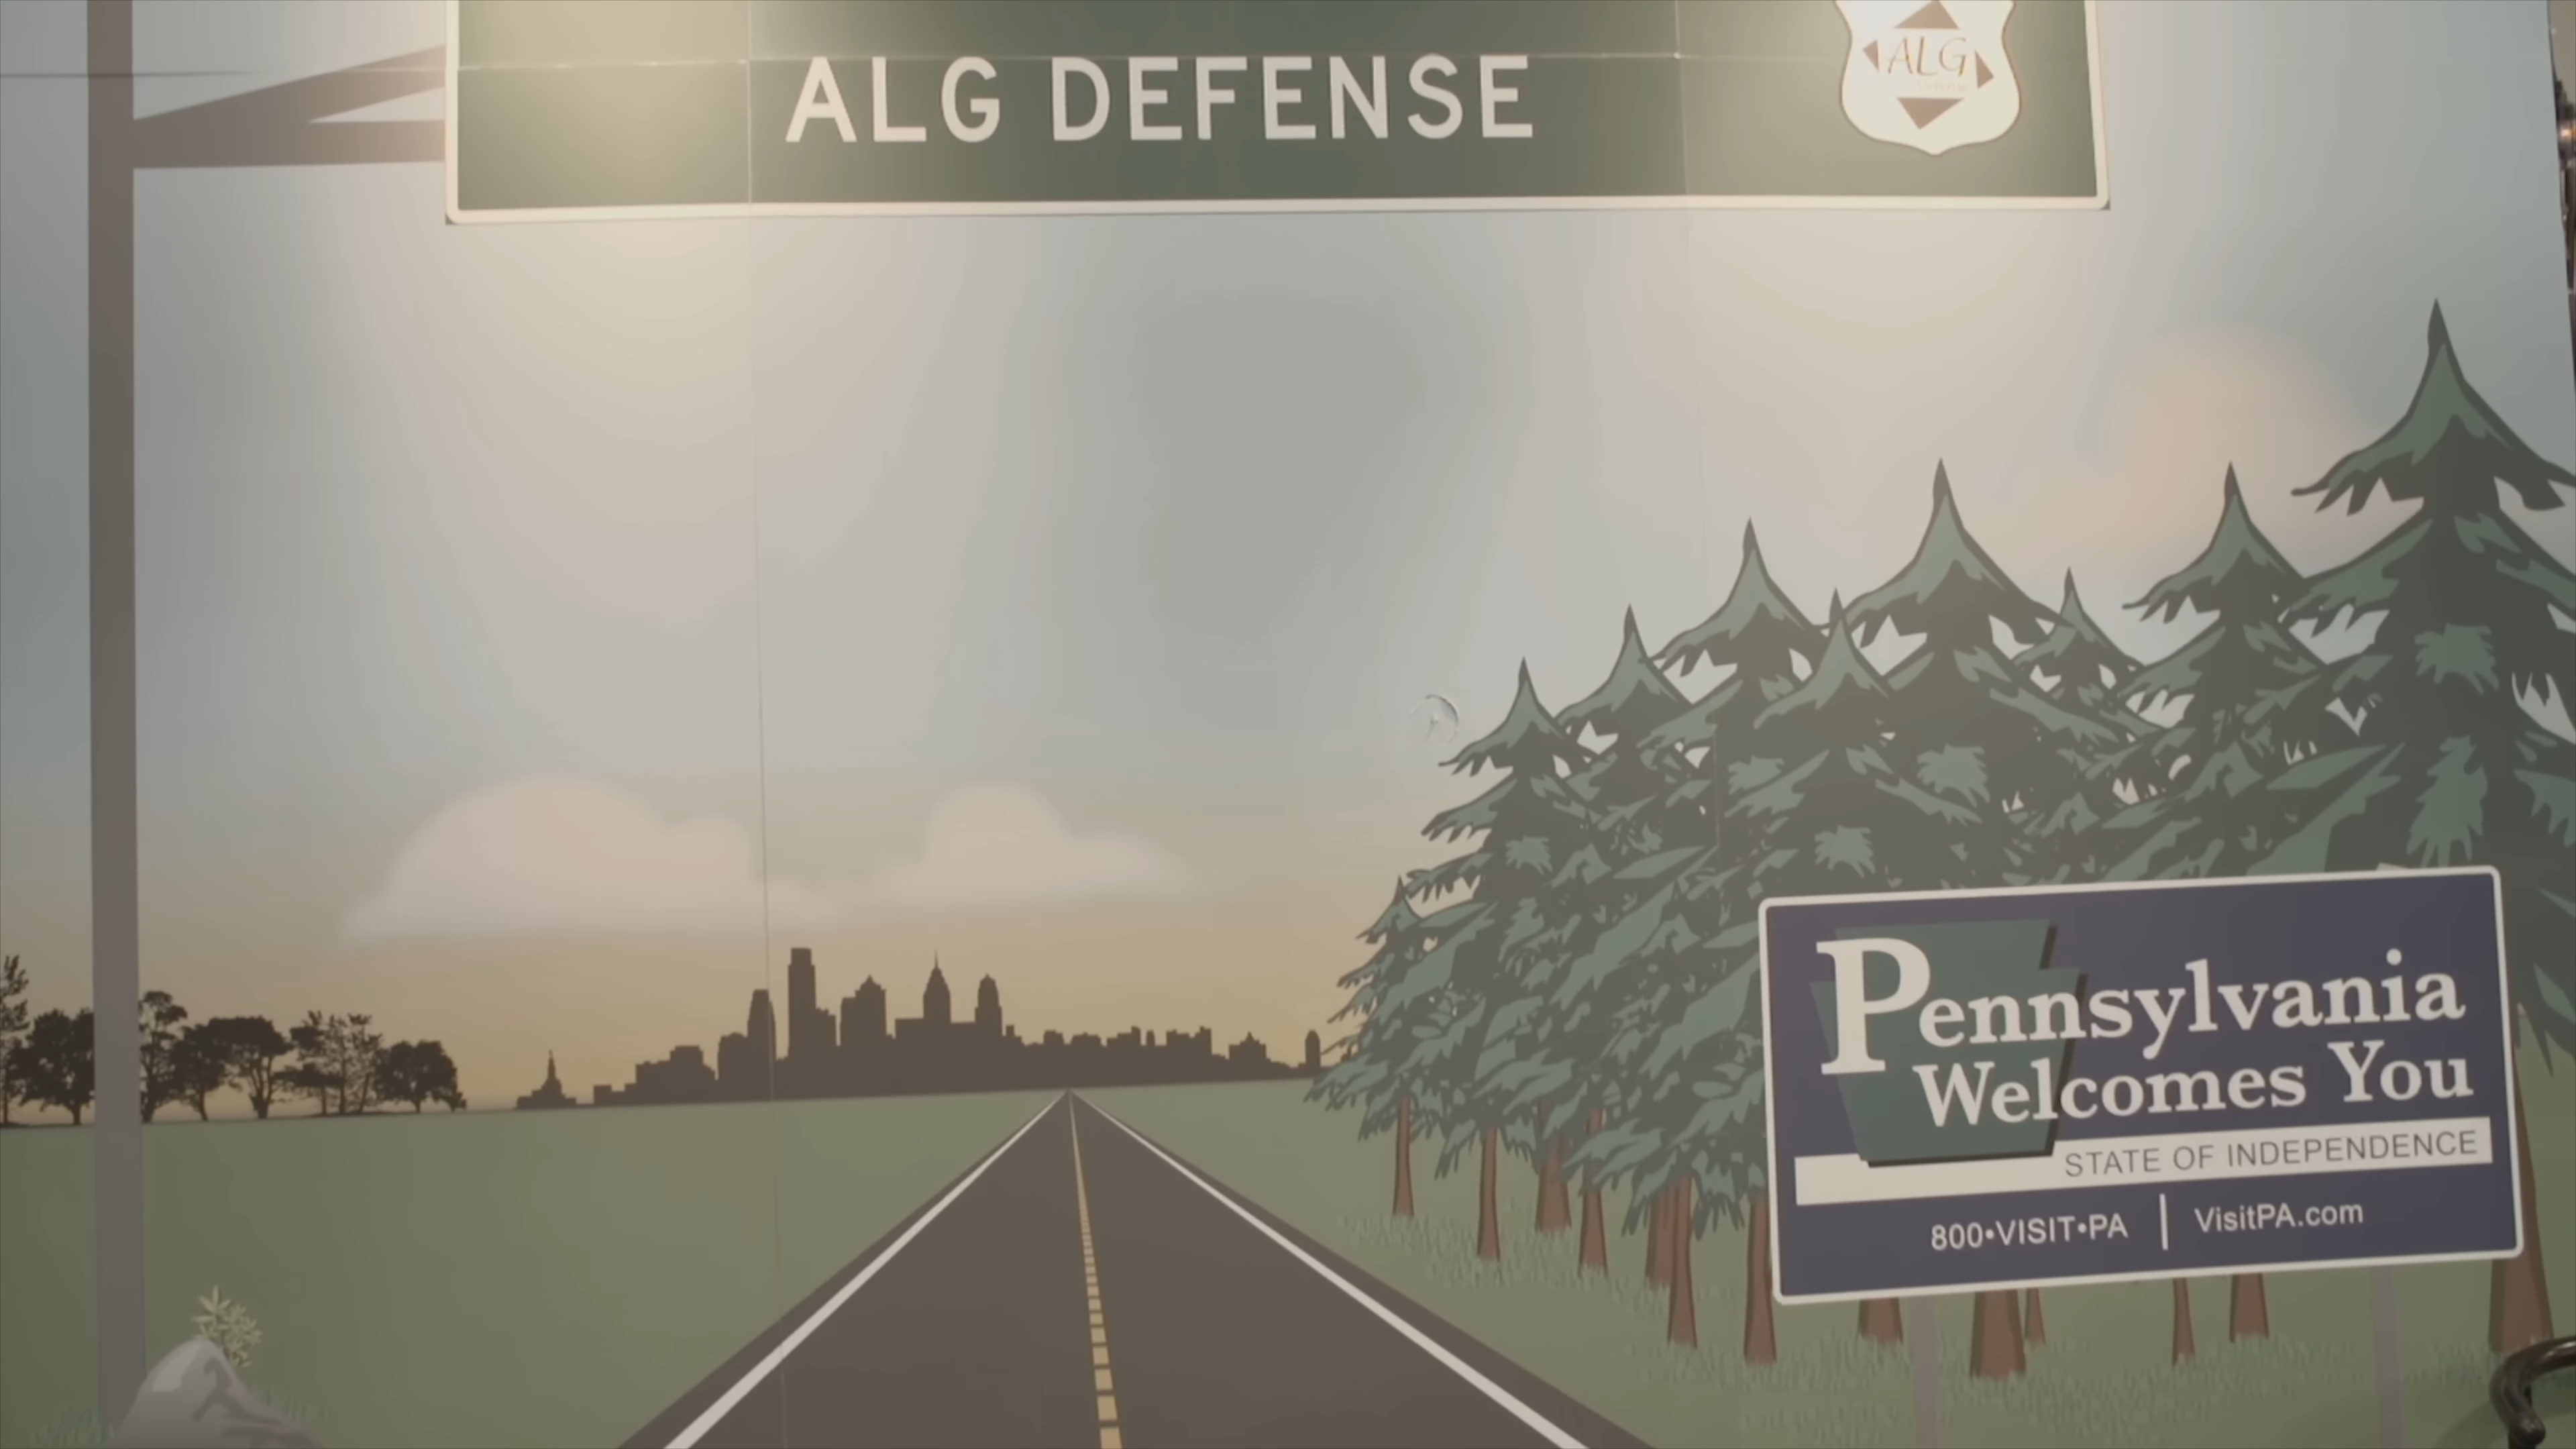 ALG DEFENSE
ALG
Pennsylvania
Welcomes You
STATE OF INDEPENDENCE
800•VISIT•PA | VisitPA.com